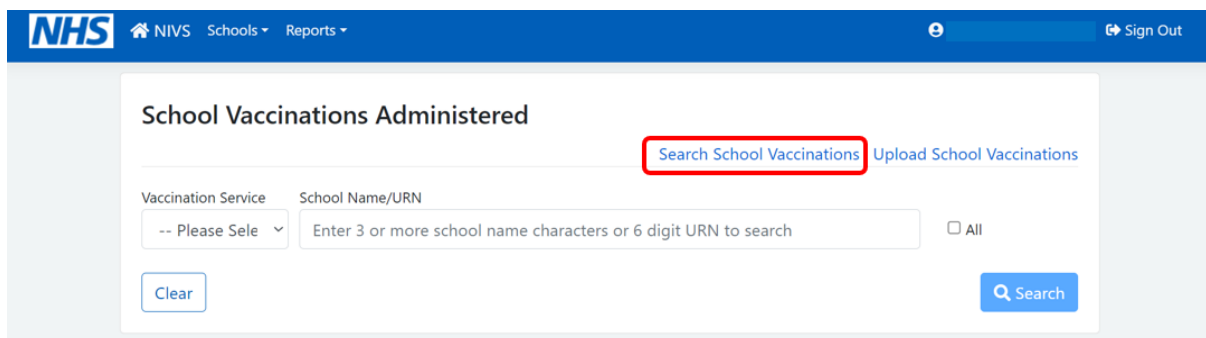 NHS NIVS Schools Reports Sign Out
School Vaccinations Administered
Search School Vaccinations Upload School Vaccinations
Vaccination Service School Name/URN
-- Please Sele Enter 3 or more school name characters or 6 digit URN to search All
Clear Search